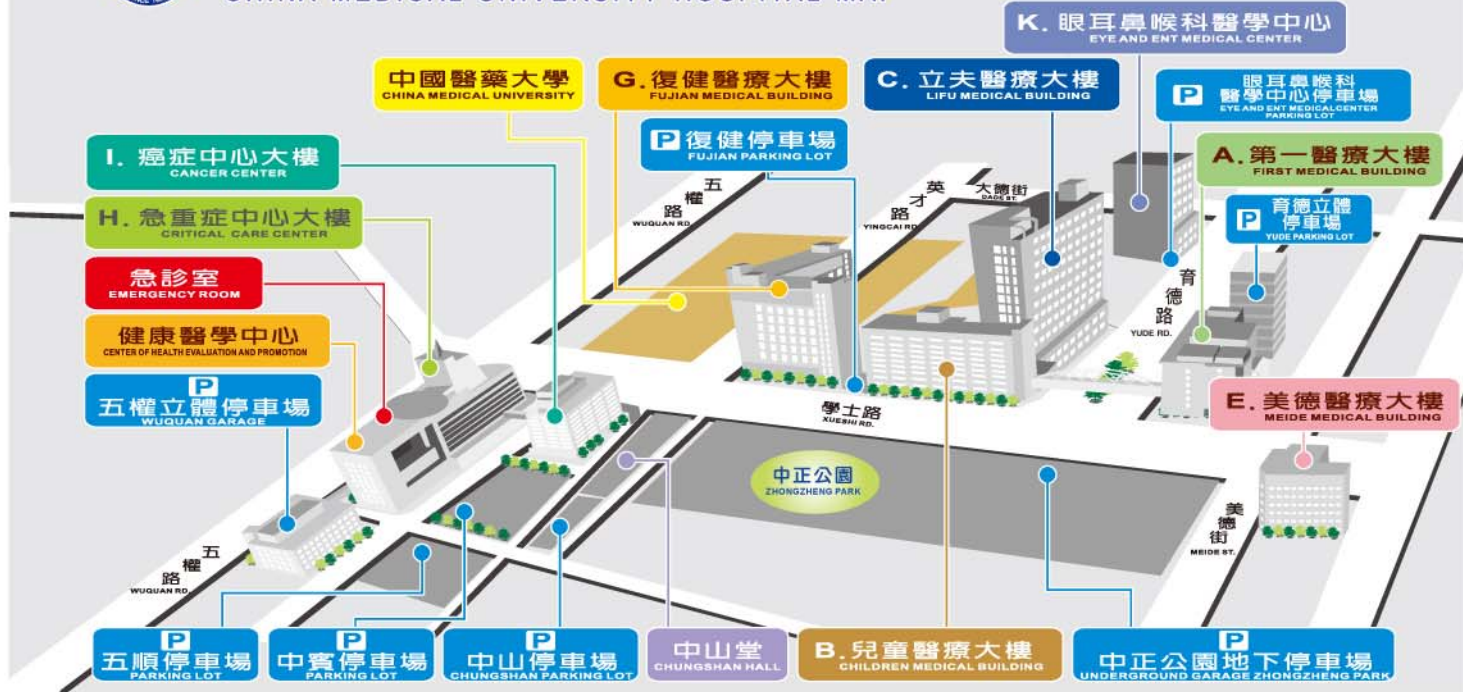 CHINA MEDICAL UNIVERSITY HOSPITAL MAP
K. 眼耳鼻喉科醫學中心
EYE AND ENT MEDICAL CENTER
中國醫藥大學
CHINA MEDICAL UNIVERSITY
G. 復健醫療大樓
FUJIAN MEDICAL BUILDING
C. 立夫醫療大樓
LIFU MEDICAL BUILDING
P 眼耳鼻喉科
醫學中心停車場
EYE AND ENT MEDICALCENTER
PARKING LOT
P 復健停車場
FUJIAN PARKING LOT
I. 癌症中心大樓
CANCER CENTER
A. 第一醫療大樓
FIRST MEDICAL BUILDING
五權路
WUQUAN RD.
英才路
YINGCAI RD.
大德街
DADE ST.
H. 急重症中心大樓
CRITICAL CARE CENTER
P 育德立體
停車場
YUDE PARKING LOT
急診室
EMERGENCY ROOM
育德路
YUDE RD.
健康醫學中心
CENTER OF HEALTH EVALUATION AND PROMOTION
P
五權立體停車場
WUQUAN GARAGE
學士路
XUESHI RD.
E. 美德醫療大樓
MEIDE MEDICAL BUILDING
中正公園
ZHONGZHENG PARK
美德街
MEIDE ST.
五權路
WUQUAN RD.
P
五順停車場
PARKING LOT
P
中賓停車場
PARKING LOT
P
中山停車場
CHUNGSHAN PARKING LOT
中山堂
CHUNGSHAN HALL
B. 兒童醫療大樓
CHILDREN MEDICAL BUILDING
P
中正公園地下停車場
UNDERGROUND GARAGE ZHONGZHENG PARK